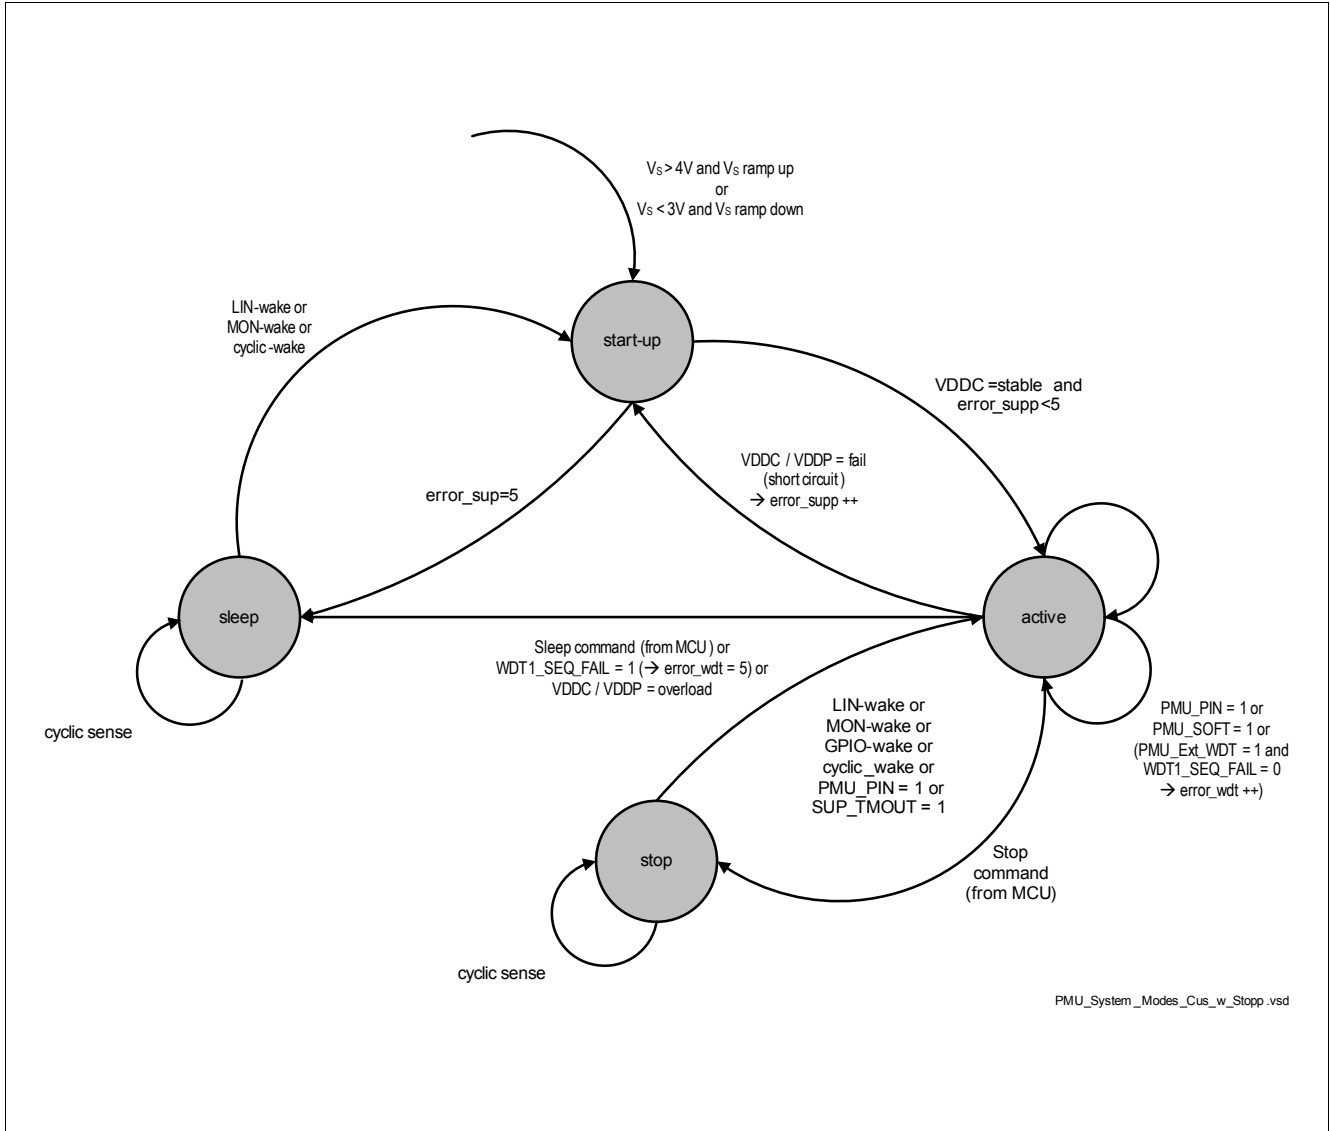 VS > 4V and VS ramp up
or
VS < 3V and VS ramp down
LIN-wake or
MON-wake or
cyclic -wake
start-up
VDDC =stable and
error_supp <5
VDDC / VDDP = fail
(short circuit )
→ error_supp ++
error_sup=5
sleep
active
Sleep command (from MCU ) or
WDT1_SEQ_FAIL = 1 (→ error_wdt = 5) or
VDDC / VDDP = overload
cyclic sense
LIN-wake or
MON-wake or
GPIO-wake or
cyclic _wake or
PMU_PIN = 1 or
SUP_TMOUT = 1
PMU_PIN = 1 or
PMU_SOFT = 1 or
(PMU_Ext_WDT = 1 and
WDT1_SEQ_FAIL = 0
→ error_wdt ++)
stop
Stop
command
(from MCU)
cyclic sense
PMU_System _Modes_Cus_w_Stopp .vsd